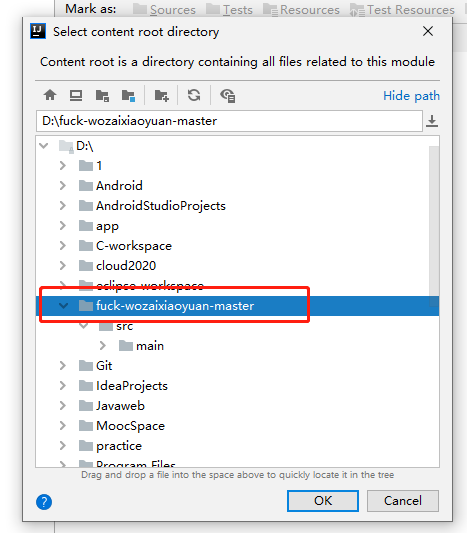 Mark as: Sources Tests Resources Test Resources
Select content root directory
Content root is a directory containing all files related to this module
Hide path
D:\fuck-wozaixiaoyuan-master
D:\
1
Android
AndroidStudioProjects
app
C-workspace
cloud2020
eclipse-workspace
fuck-wozaixiaoyuan-master
src
main
Git
IdeaProjects
Javaweb
MoocSpace
practice
Program Files
Drag and drop a file into the space above to quickly locate it in the tree
? OK Cancel